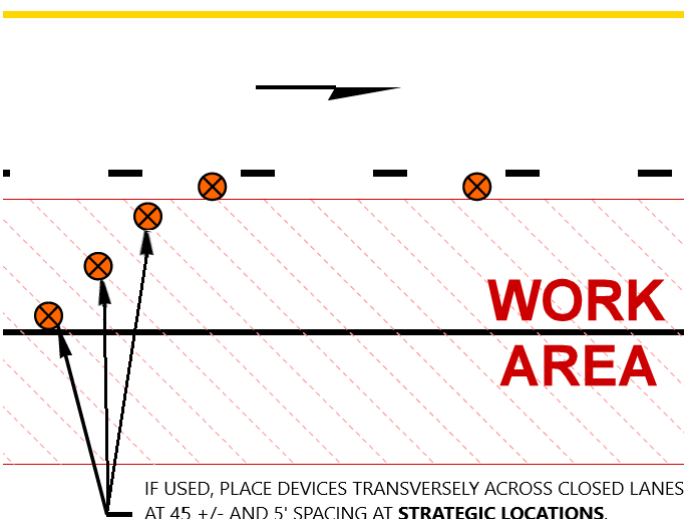 WORK
AREA
IF USED, PLACE DEVICES TRANSVERSELY ACROSS CLOSED LANES
AT 45 +/- AND 5' SPACING AT STRATEGIC LOCATIONS.